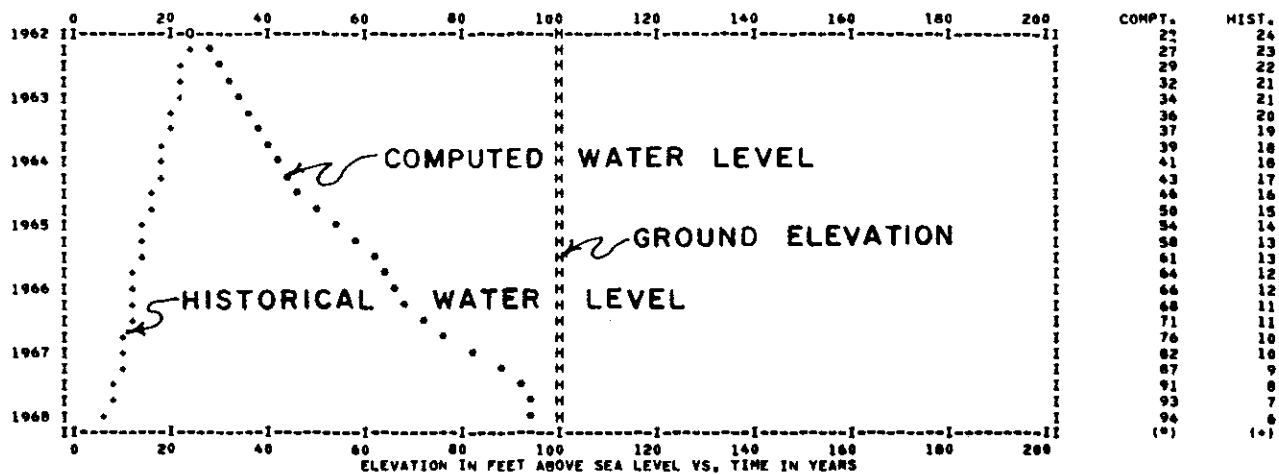 0 20 40 60 80 100 120 140 160 180 200 COMPT. HIST.
1962 24
27 23
29 22
32 21
1963 34 21
36 20
37 19
39 18
1964 COMPUTED WATER LEVEL 41 18
43 17
46 16
50 15
1965 54 14
GROUND ELEVATION 58 13
61 13
64 12
1966 66 12
HISTORICAL WATER LEVEL 68 11
71 11
76 10
1967 82 10
87 9
91 8
93 7
1968 94 6
0 20 40 60 80 100 120 140 160 180 200 (*) (+)
ELEVATION IN FEET ABOVE SEA LEVEL VS. TIME IN YEARS